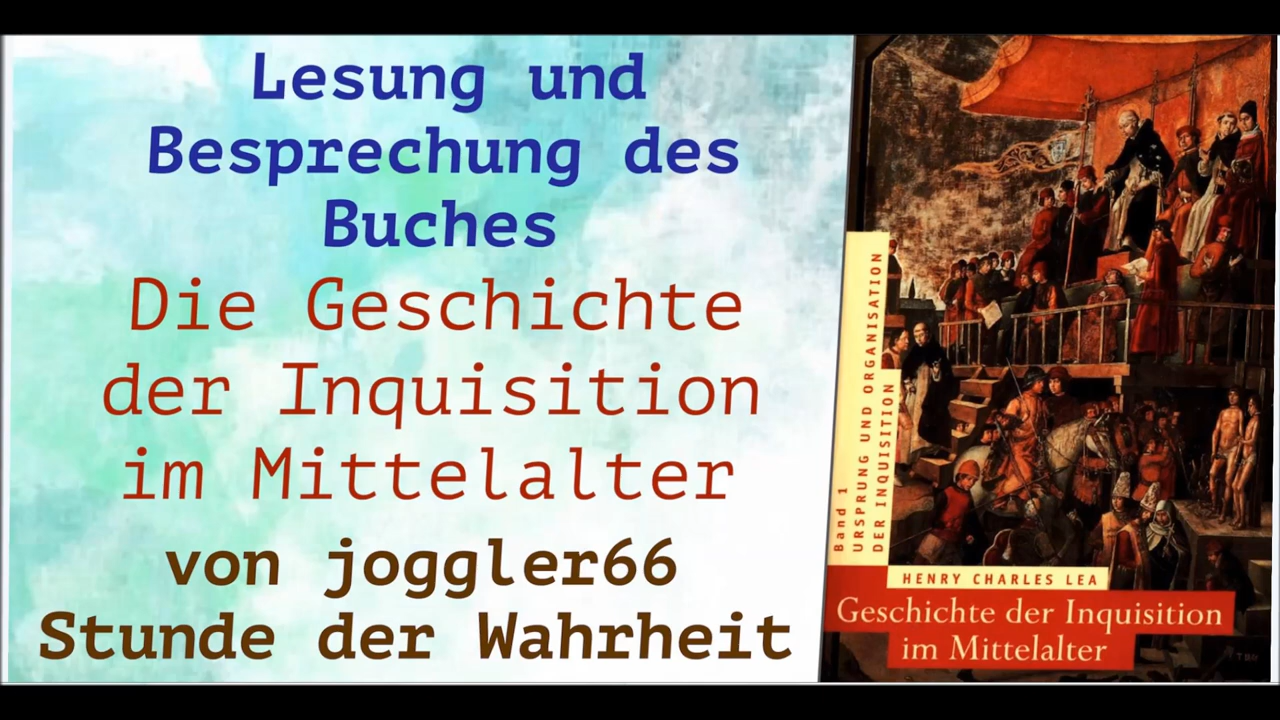 Lesung und
Besprechung des
Buches
Die Geschichte
der Inquisition
im Mittelalter
von joggler66
Stunde der Wahrheit
Band 1
URSPRUNG UND ORGANISATION
DER INQUISITION
HENRY CHARLES LEA
Geschichte der Inquisition
im Mittelalter